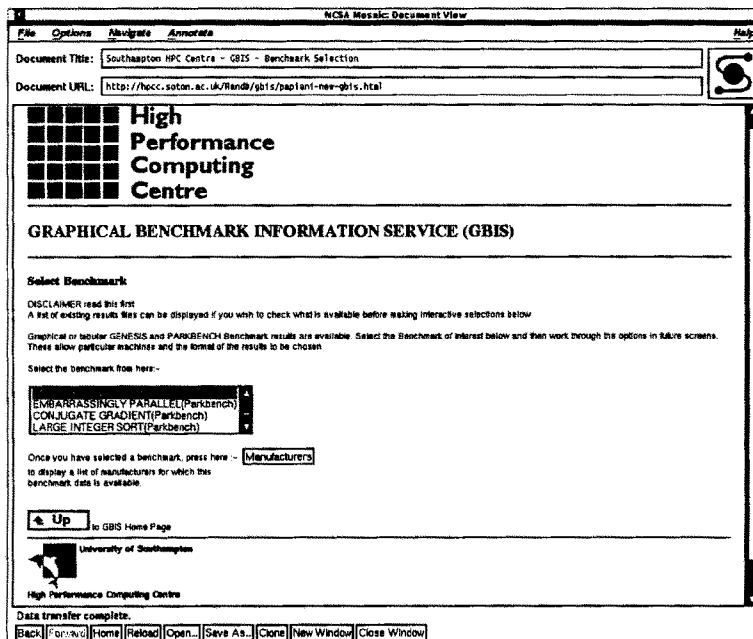 NCSA Mosaic: Document View
File Options Navigate Annotate Help
Document Title: Southampton HPC Centre - GBIS - Benchmark Selection
Document URL: http://hpcc.soton.ac.uk/RandD/gbis/papiani-new-gbis.html
High
Performance
Computing
Centre
GRAPHICAL BENCHMARK INFORMATION SERVICE (GBIS)
Select Benchmark
DISCLAIMER read this first
A list of existing results files can be displayed if you wish to check what is available before making interactive selections below
Graphical or tabular GENESIS and PARKBENCH Benchmark results are available. Select the Benchmark of interest below and then work through the options in future screens.
These allow particular machines and the format of the results to be chosen
Select the benchmark from here:-
EMBARRASSINGLY PARALLEL(Parkbench)
CONJUGATE GRADIENT(Parkbench)
LARGE INTEGER SORT(Parkbench)
Once you have selected a benchmark, press here :- Manufacturers
to display a list of manufacturers for which this
benchmark data is available.
Up to GBIS Home Page
University of Southampton
High Performance Computing Centre
Data transfer complete.
Back Forward Home Reload Open... Save As... Clone New Window Close Window